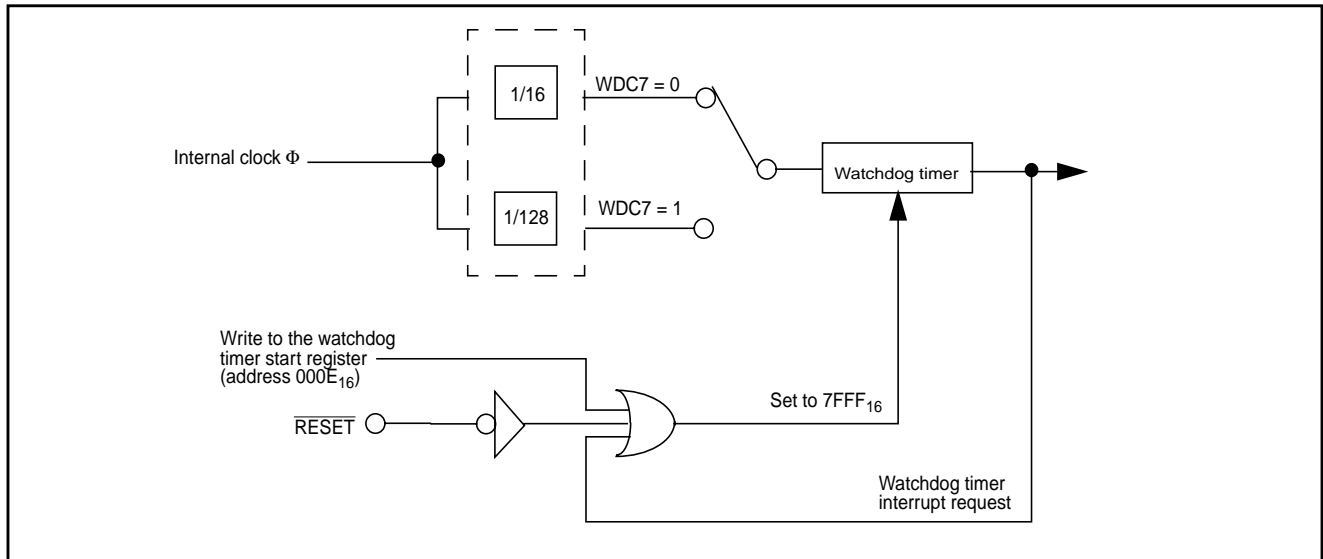 1/16
WDC7 = 0
Internal clock Φ
Watchdog timer
1/128
WDC7 = 1
Write to the watchdog
timer start register
(address 000E₁₆)
Set to 7FFF₁₆
R̅E̅S̅E̅T̅
Watchdog timer
interrupt request